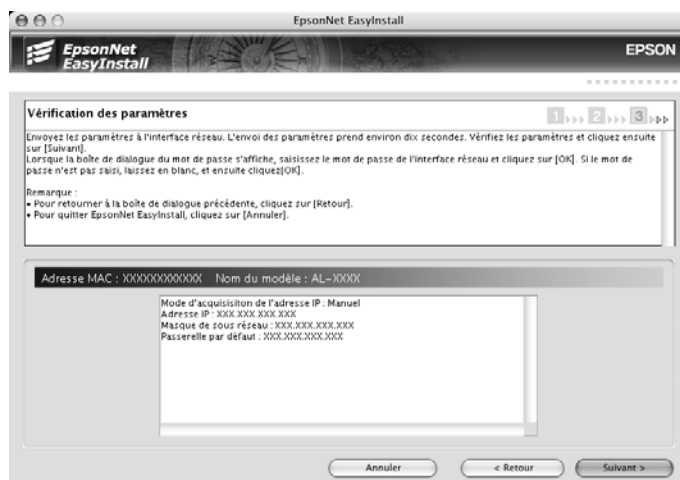 EpsonNet EasyInstall
EpsonNet
EasyInstall
EPSON
Vérification des paramètres
1 2 3
Envoyez les paramètres à l'interface réseau. L'envoi des paramètres prend environ dix secondes. Vérifiez les paramètres et cliquez ensuite
sur [Suivant].
Lorsque la boîte de dialogue du mot de passe s'affiche, saisissez le mot de passe de l'interface réseau et cliquez sur [OK]. Si le mot de
passe n'est pas saisi, laissez en blanc, et ensuite cliquez[OK].
Remarque :
• Pour retourner à la boîte de dialogue précédente, cliquez sur [Retour].
• Pour quitter EpsonNet EasyInstall, cliquez sur [Annuler].
Adresse MAC : XXXXXXXXXXXX Nom du modèle : AL-XXXX
Mode d'acquisisiton de l'adresse IP : Manuel
Adresse IP : XXX.XXX.XXX.XXX
Masque de sous réseau : XXX.XXX.XXX.XXX
Passerelle par défaut : XXX.XXX.XXX.XXX
Annuler < Retour Suivant >